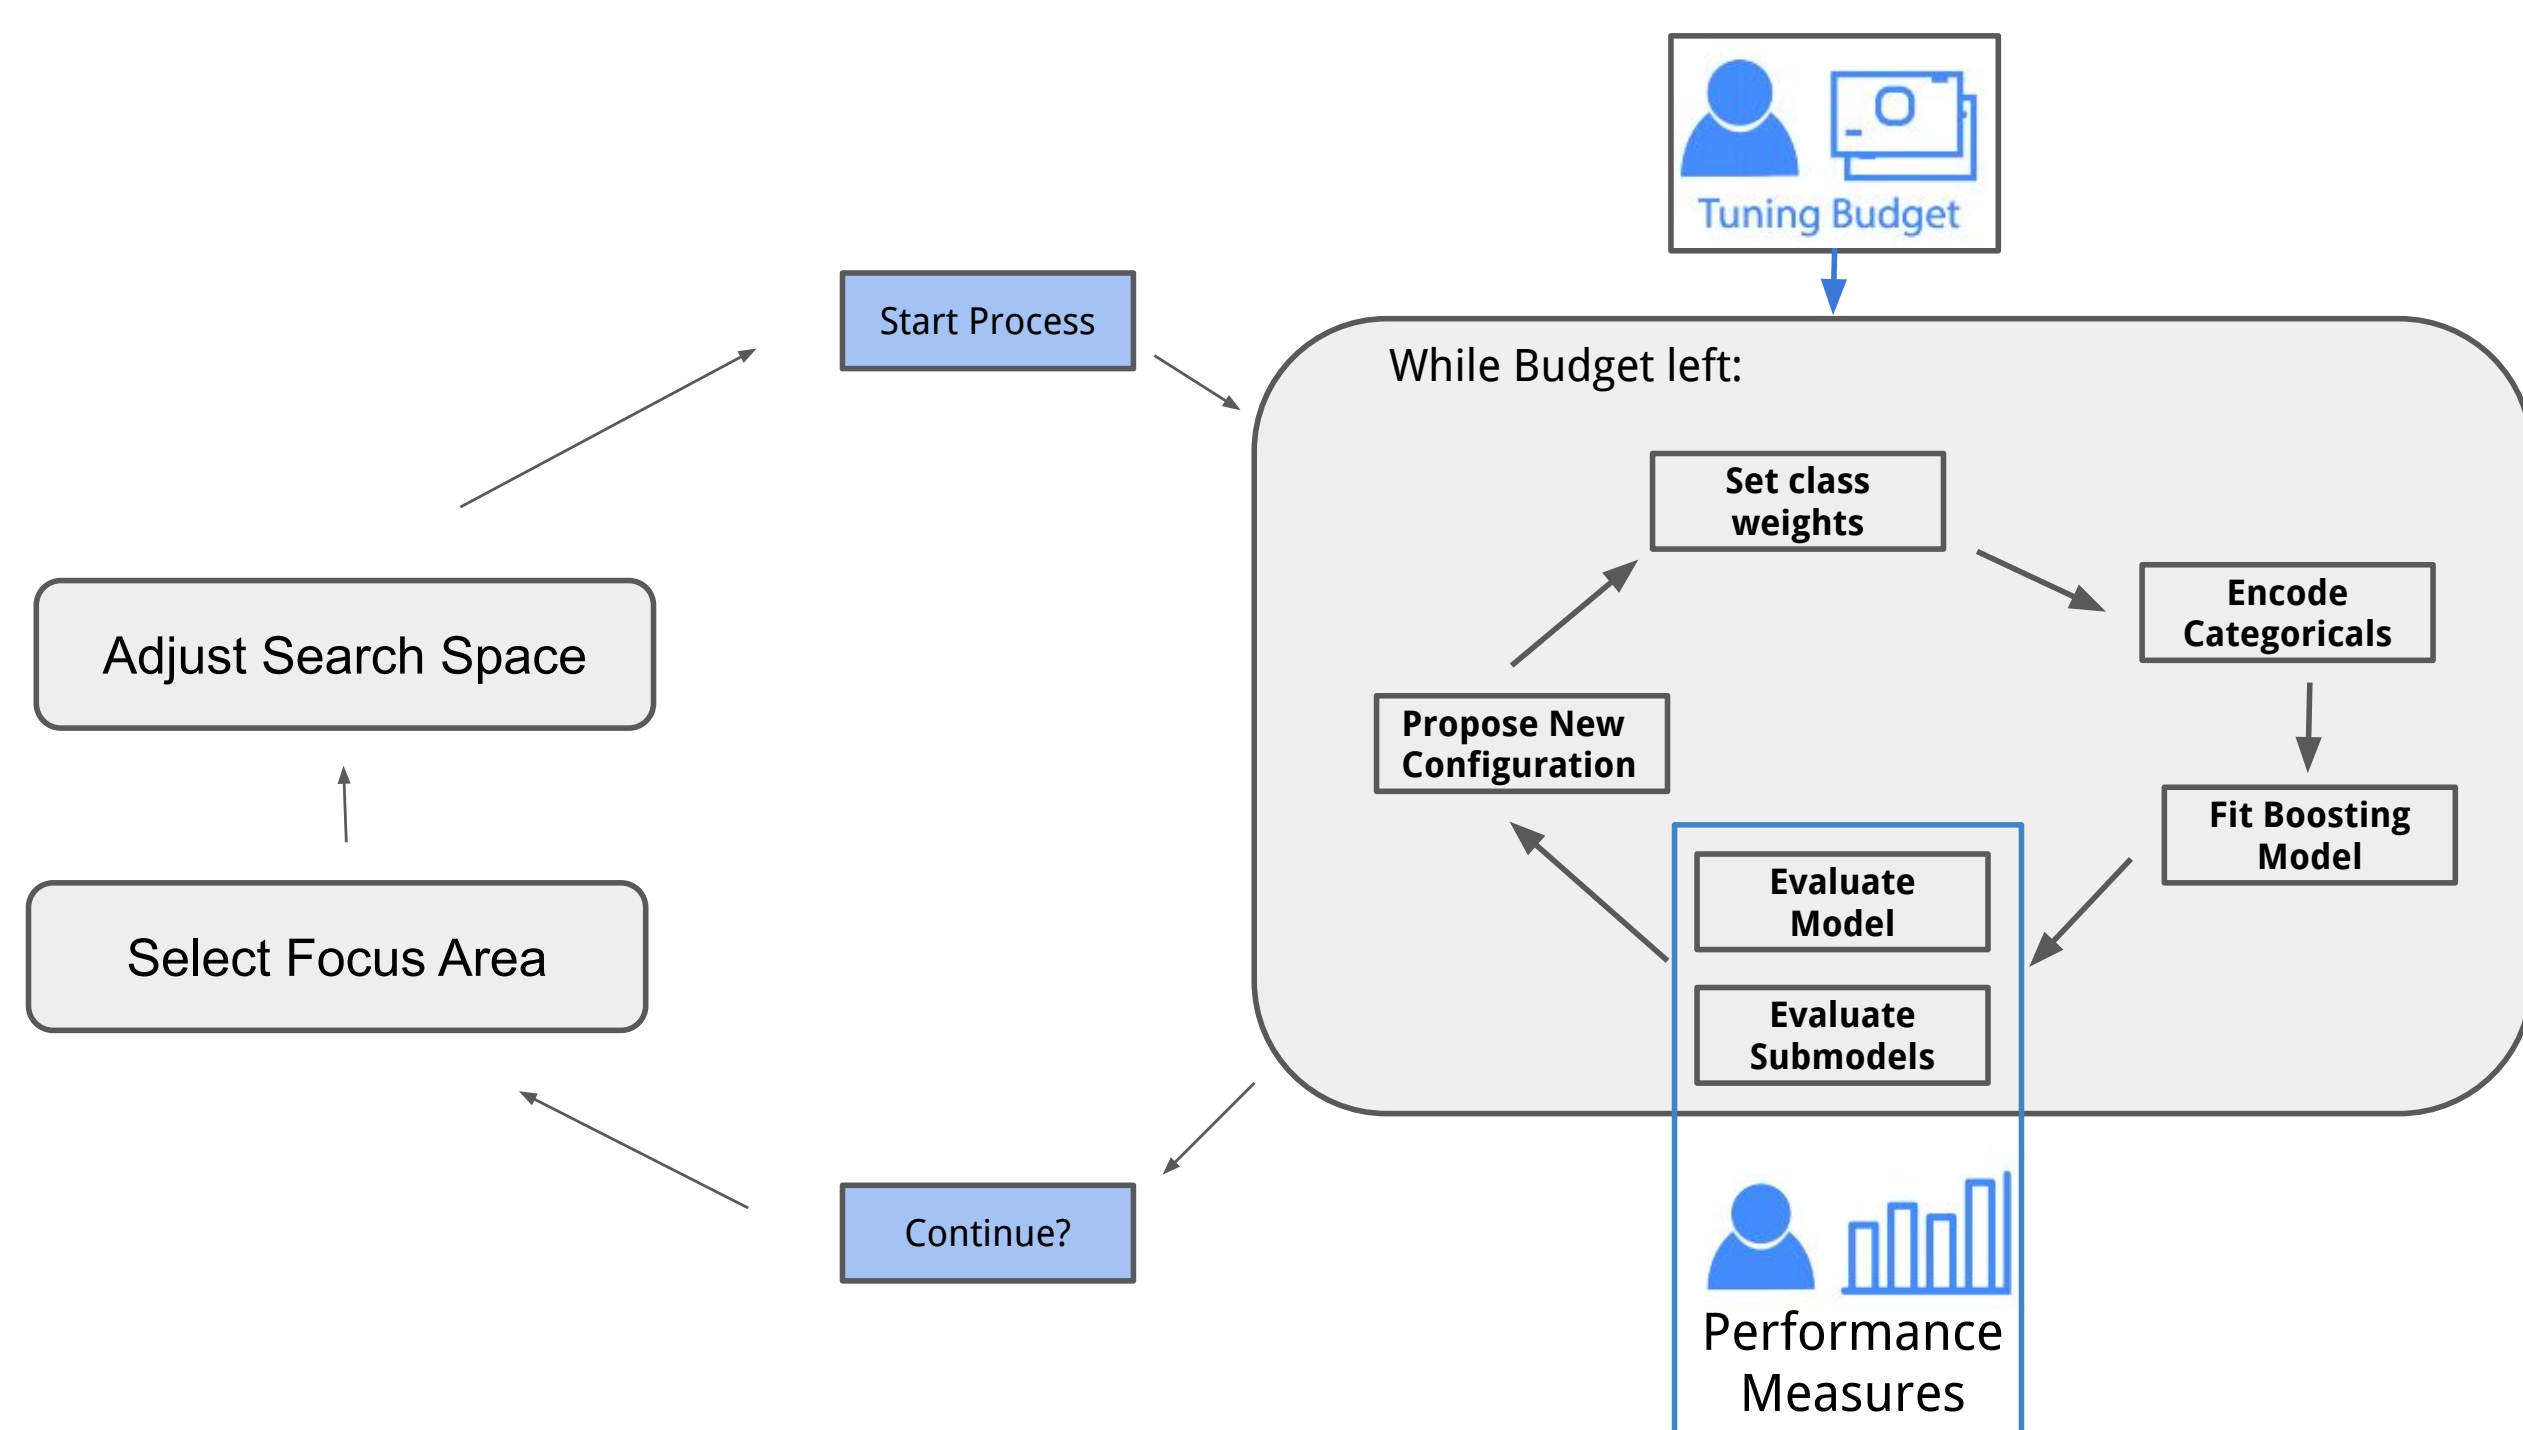 Tuning Budget
Start Process
While Budget left:
Set class
weights
Encode
Categoricals
Adjust Search Space
Propose New
Configuration
Fit Boosting
Model
Evaluate
Model
Select Focus Area
Evaluate
Submodels
Continue?
Performance
Measures